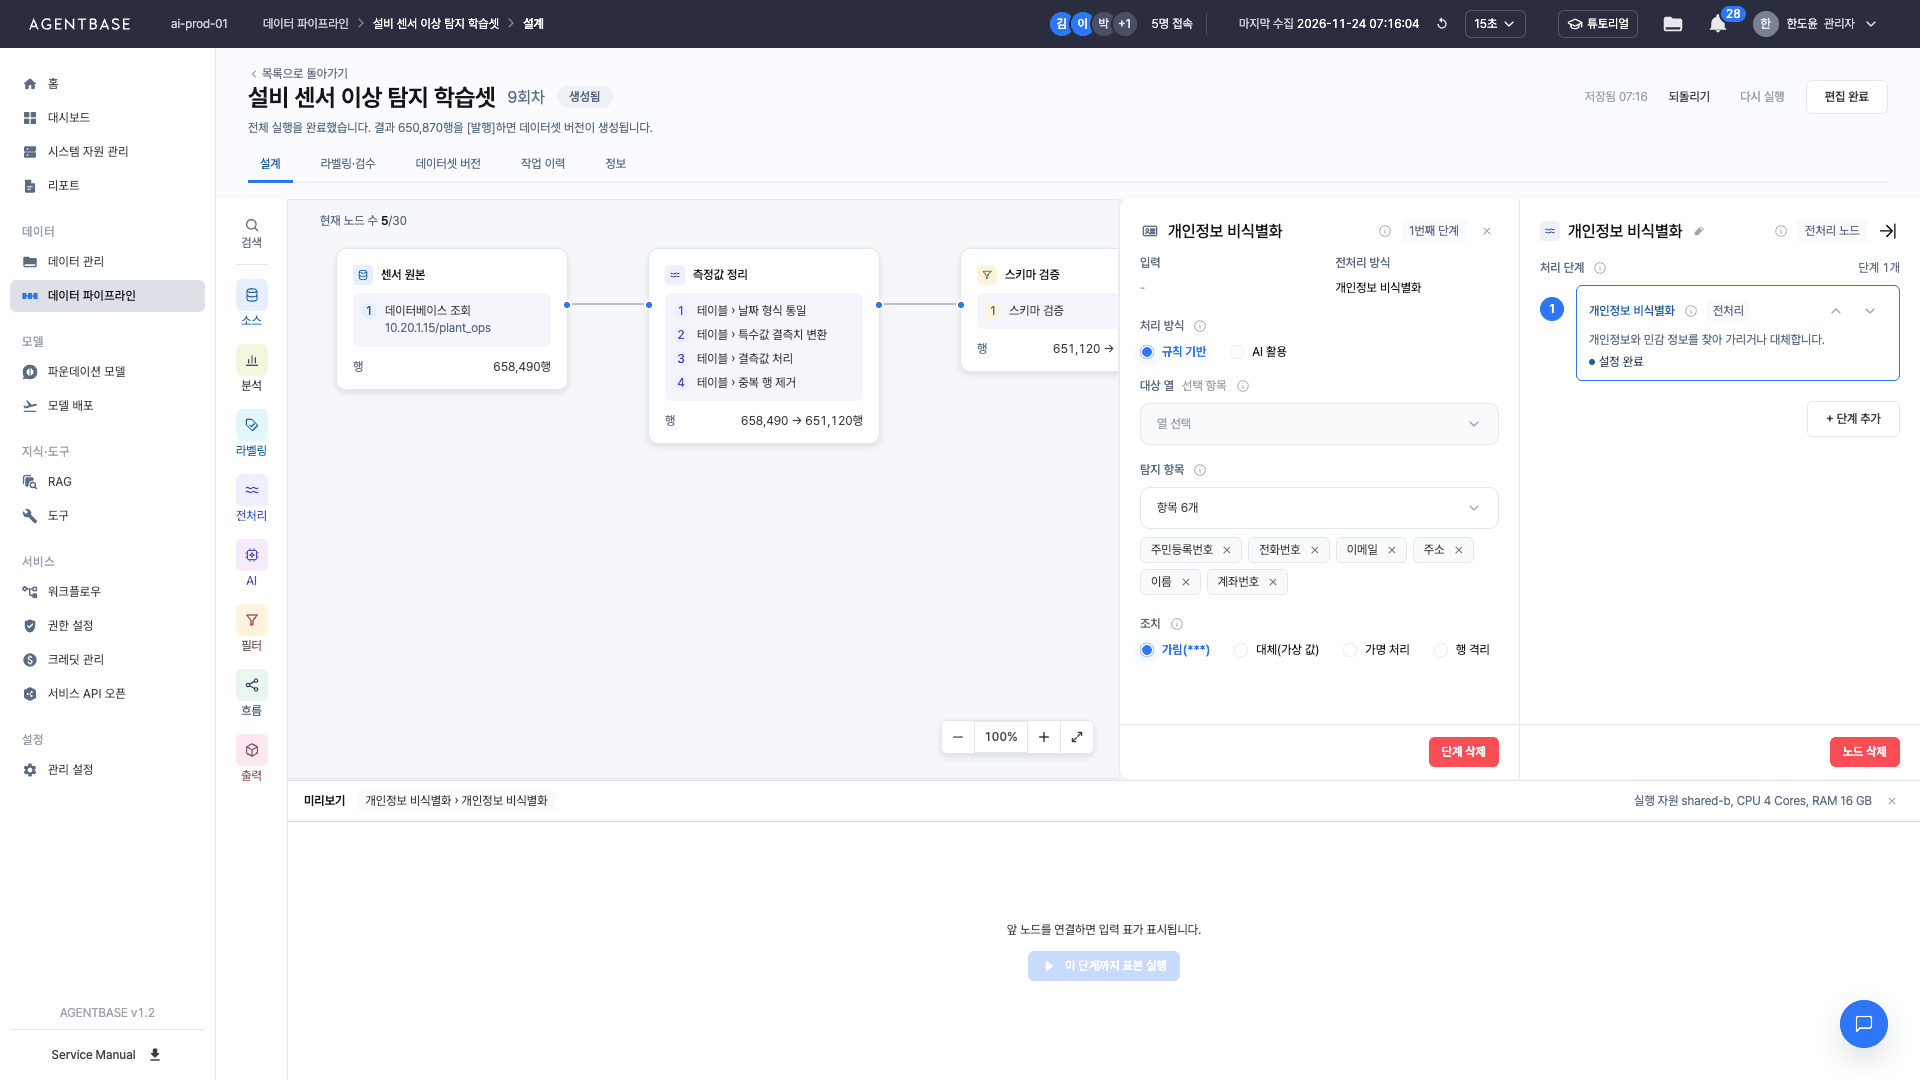 AGENTBASE
ai-prod-01
데이터 파이프라인 > 설비 센서 이상 탐지 학습셋 > 설계
김 이 박 +1 5명 접속
마지막 수집 2026-11-24 07:16:04
15초
튜토리얼
28
한 한도윤 관리자
홈
대시보드
시스템 자원 관리
리포트
데이터
데이터 관리
데이터 파이프라인
모델
파운데이션 모델
모델 배포
지식·도구
RAG
도구
서비스
워크플로우
권한 설정
크레딧 관리
서비스 API 오픈
설정
관리 설정
AGENTBASE v1.2
Service Manual
목록으로 돌아가기
설비 센서 이상 탐지 학습셋 9회차 생성됨
전체 실행을 완료했습니다. 결과 650,870행을 [발행]하면 데이터셋 버전이 생성됩니다.
저장됨 07:16 되돌리기 다시 실행 편집 완료
설계 라벨링·검수 데이터셋 버전 작업 이력 정보
검색
소스
분석
라벨링
전처리
AI
필터
흐름
출력
현재 노드 수 5/30
센서 원본
1 데이터베이스 조회
10.20.1.15/plant_ops
행 658,490행
측정값 정리
1 테이블 › 날짜 형식 통일
2 테이블 › 특수값 결측치 변환
3 테이블 › 결측값 처리
4 테이블 › 중복 행 제거
행 658,490 → 651,120행
스키마 검증
1 스키마 검증
행 651,120 →
100%
개인정보 비식별화 1번째 단계
입력 전처리 방식
- 개인정보 비식별화
처리 방식
규칙 기반 AI 활용
대상 열 선택 항목
열 선택
탐지 항목
항목 6개
주민등록번호 전화번호 이메일 주소
이름 계좌번호
조치
가림(***) 대체(가상 값) 가명 처리 행 격리
단계 삭제
개인정보 비식별화 전처리 노드
처리 단계 단계 1개
1 개인정보 비식별화 전처리
개인정보와 민감 정보를 찾아 가리거나 대체합니다.
설정 완료
+ 단계 추가
노드 삭제
미리보기 개인정보 비식별화 › 개인정보 비식별화
실행 자원 shared-b, CPU 4 Cores, RAM 16 GB
앞 노드를 연결하면 입력 표가 표시됩니다.
이 단계까지 표본 실행